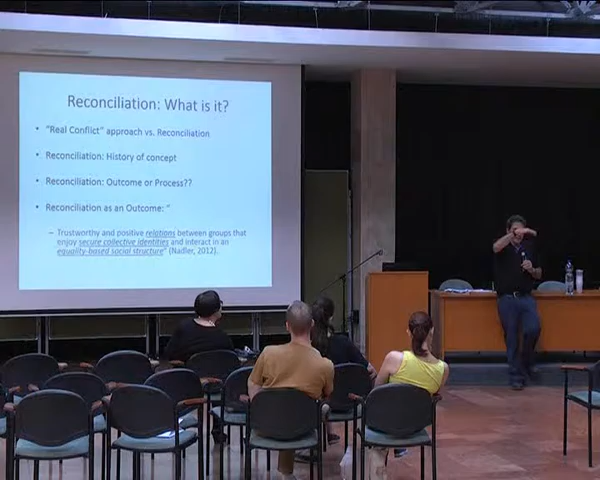 Reconciliation: What is it?
• "Real Conflict" approach vs. Reconciliation
• Reconciliation: History of concept
• Reconciliation: Outcome or Process??
• Reconciliation as an Outcome: "
– Trustworthy and positive relations between groups that
enjoy secure collective identities and interact in an
equality-based social structure" (Nadler, 2012).